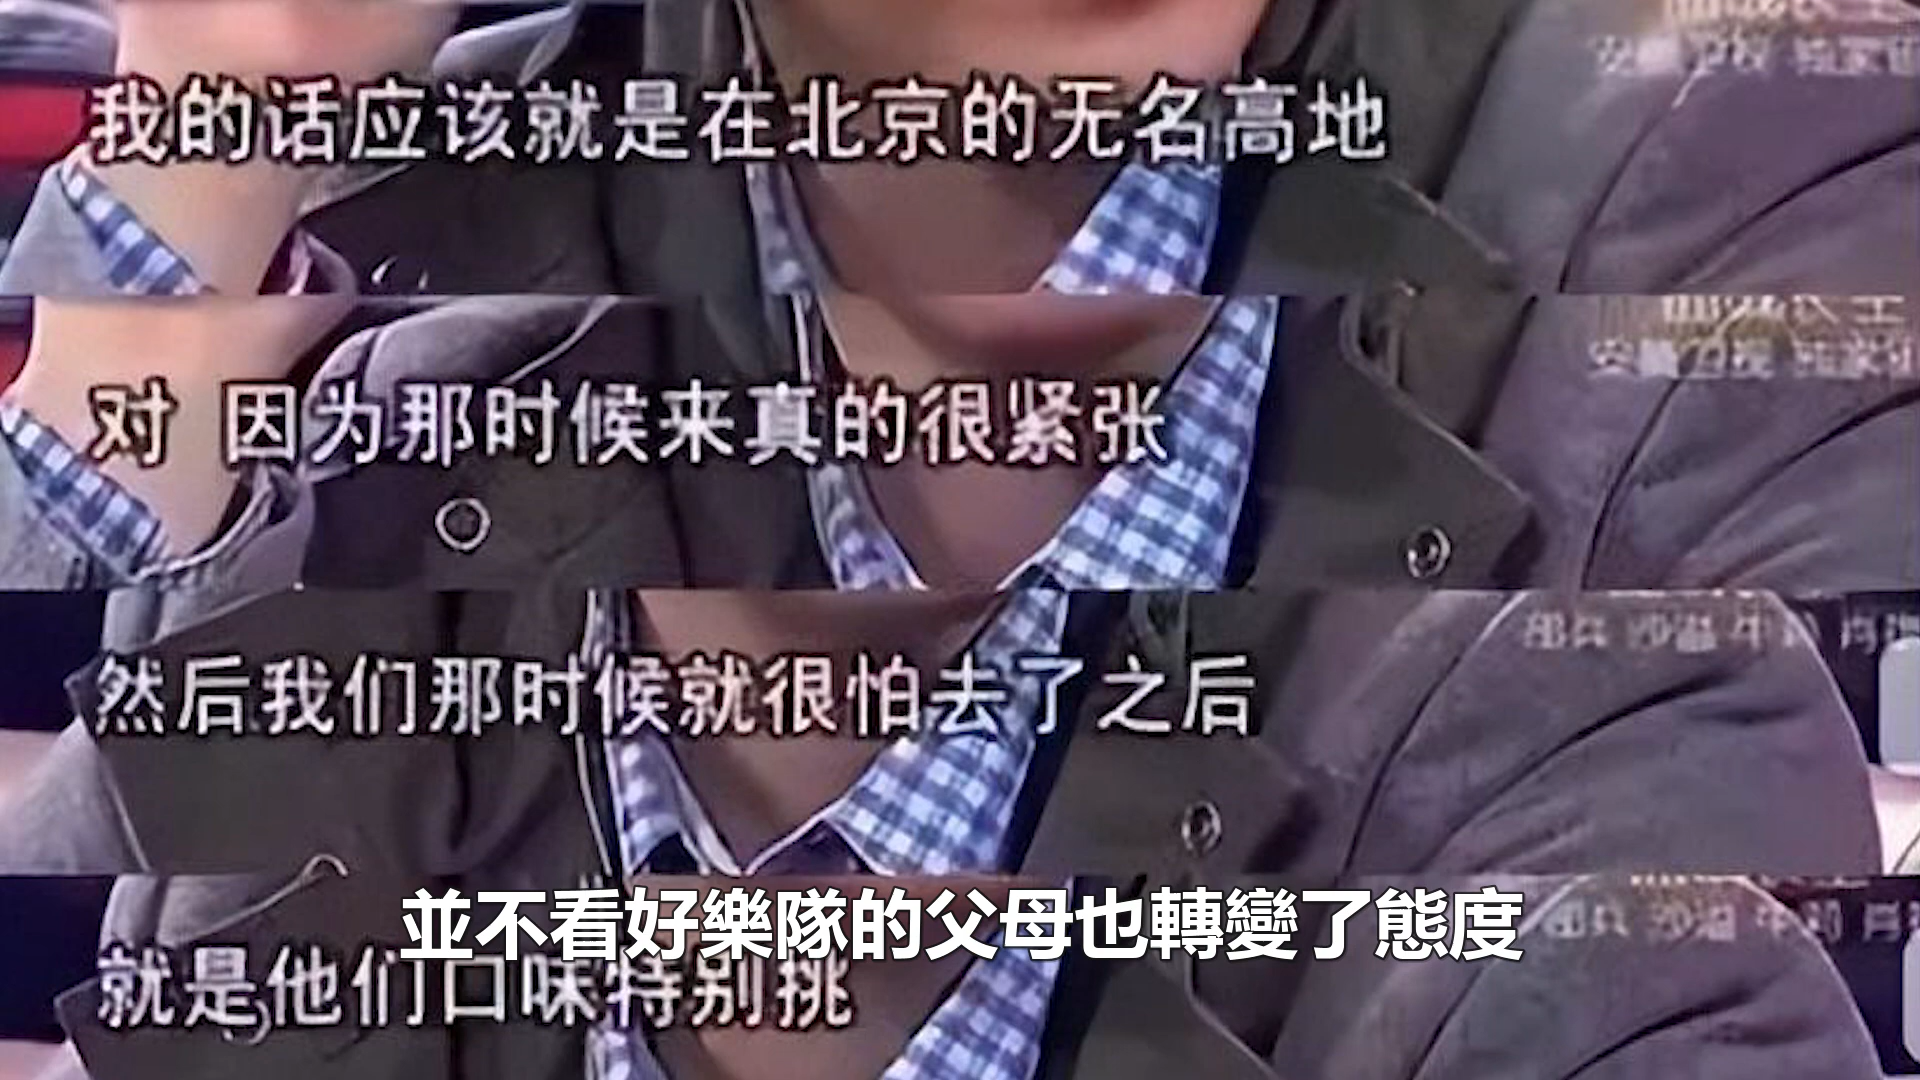 我的话应该就是在北京的无名高地
对 因为那时候来真的很紧张
然后我们那时候就很怕去了之后
並不看好樂隊的父母也轉變了態度
就是他们口味特别挑